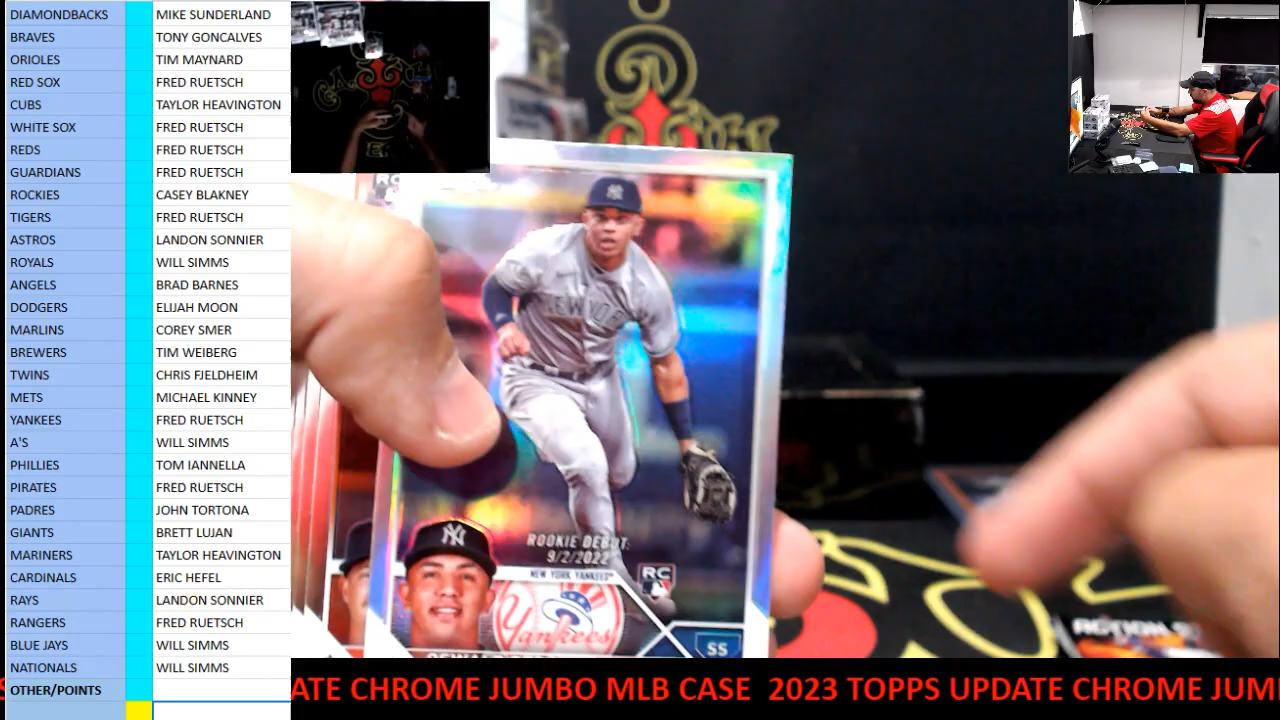 DIAMONDBACKS MIKE SUNDERLAND
BRAVES TONY GONCALVES
ORIOLES TIM MAYNARD
RED SOX FRED RUETSCH
CUBS TAYLOR HEAVINGTON
WHITE SOX FRED RUETSCH
REDS FRED RUETSCH
GUARDIANS FRED RUETSCH
ROCKIES CASEY BLAKNEY
TIGERS FRED RUETSCH
ASTROS LANDON SONNIER
ROYALS WILL SIMMS
ANGELS BRAD BARNES
DODGERS ELIJAH MOON
MARLINS COREY SMER
BREWERS TIM WEIBERG
TWINS CHRIS FJELDHEIM
METS MICHAEL KINNEY
YANKEES FRED RUETSCH
A'S WILL SIMMS
PHILLIES TOM IANNELLA
PIRATES FRED RUETSCH
PADRES JOHN TORTONA
GIANTS BRETT LUJAN
MARINERS TAYLOR HEAVINGTON
CARDINALS ERIC HEFEL
RAYS LANDON SONNIER
RANGERS FRED RUETSCH
BLUE JAYS WILL SIMMS
NATIONALS WILL SIMMS
OTHER/POINTS
NEW YORK
ROOKIE DEBUT:
9/2/2022
NEW YORK YANKEES
RC
Yankees
SS
ATE CHROME JUMBO MLB CASE 2023 TOPPS UPDATE CHROME JUM